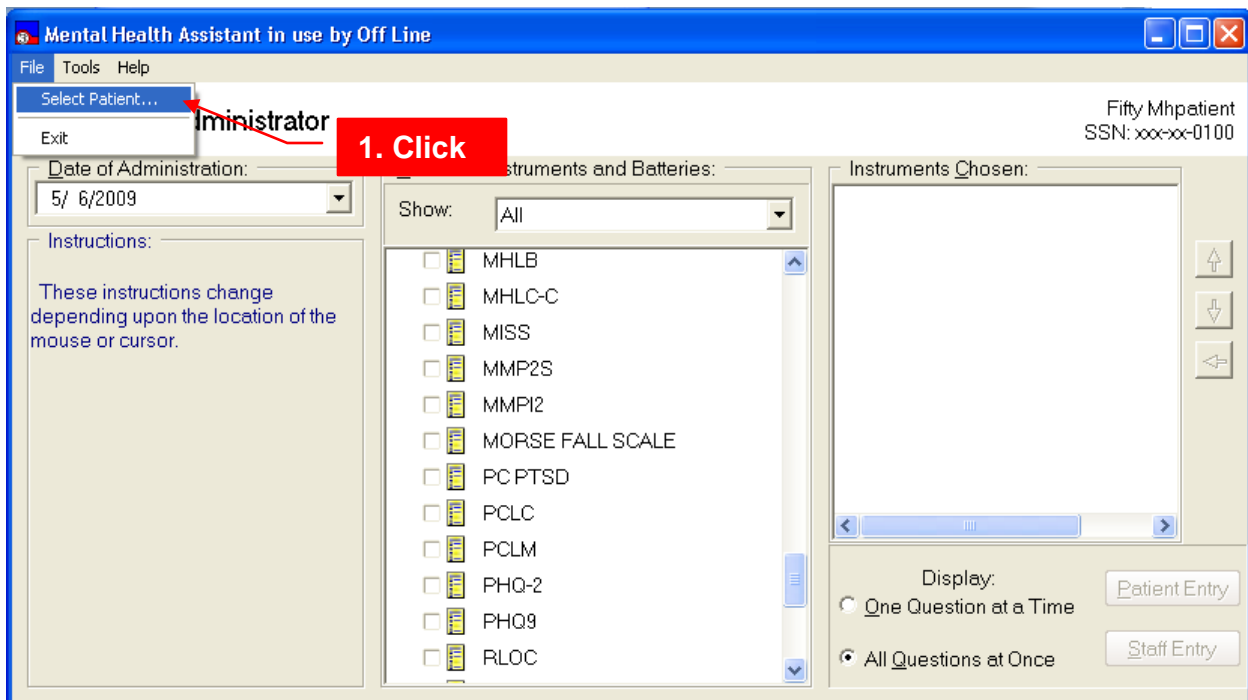 Mental Health Assistant in use by Off Line
File Tools Help
Select Patient...
Exit
ministrator
1. Click
Fifty Mhpatient
SSN: xxx-xx-0100
Date of Administration:
5/ 6/2009
Instructions:
These instructions change
depending upon the location of the
mouse or cursor.
struments and Batteries:
Show: All
MHLB
MHLC-C
MISS
MMP2S
MMPI2
MORSE FALL SCALE
PC PTSD
PCLC
PCLM
PHQ-2
PHQ9
RLOC
Instruments Chosen:
Display:
One Question at a Time
All Questions at Once
Patient Entry
Staff Entry